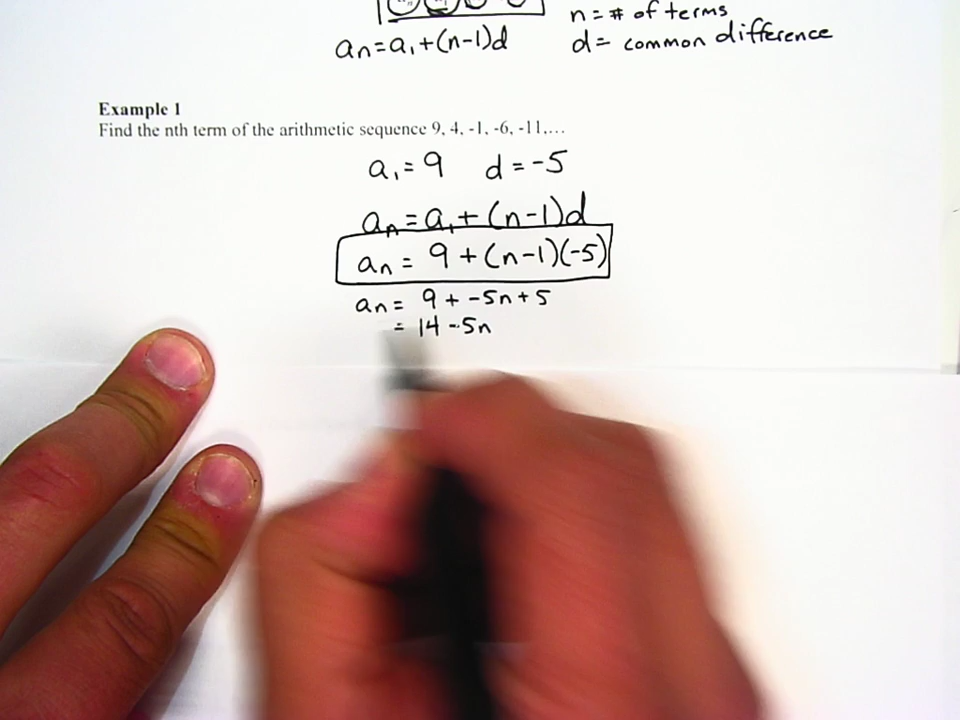 n = # of terms
an = a1 + (n-1)d
d = common difference
Example 1
Find the nth term of the arithmetic sequence 9, 4, -1, -6, -11,…
a1 = 9 d = -5
an = a1 + (n-1)d
an = 9 + (n-1)(-5)
an = 9 + -5n + 5
= 14 - 5n